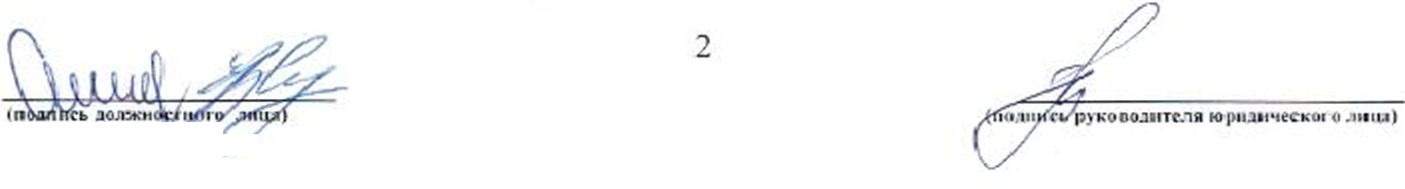 2
(подпись должностного лица)
(подпись руководителя юридического лица)